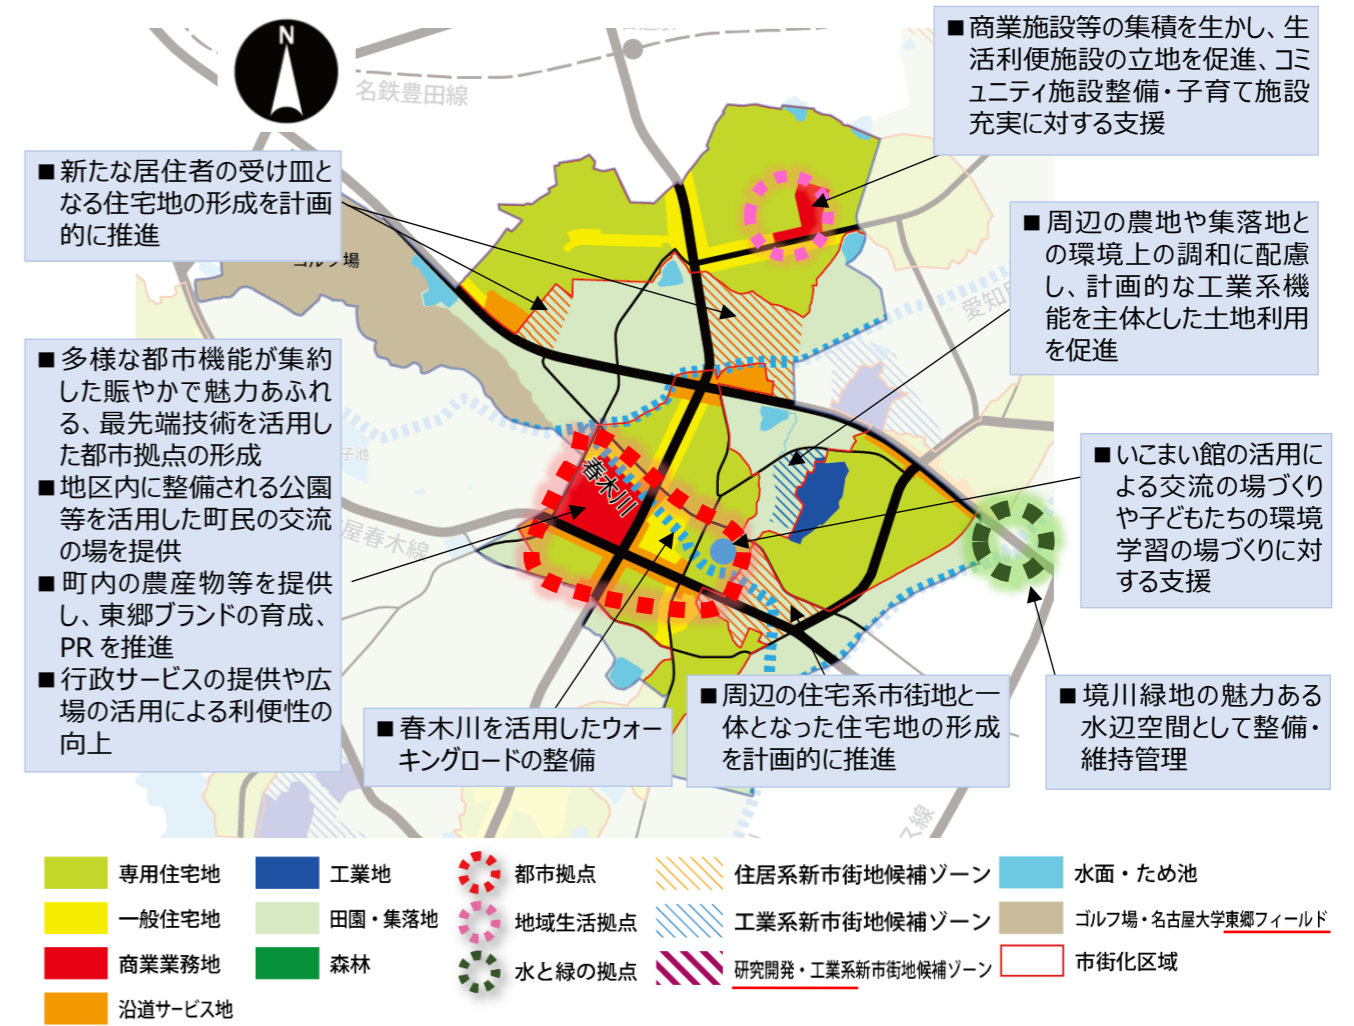 N
名鉄豊田線
■商業施設等の集積を生かし、生
活利便施設の立地を促進、コミ
ュニティ施設整備・子育て施設
充実に対する支援
■新たな居住者の受け皿と
なる住宅地の形成を計画
的に推進
ゴルフ場
■周辺の農地や集落地と
の環境上の調和に配慮
し、計画的な工業系機
能を主体とした土地利用
を促進
愛知
■多様な都市機能が集約
した賑やかで魅力あふれ
る、最先端技術を活用し
た都市拠点の形成
■地区内に整備される公園
等を活用した町民の交流
の場を提供
■町内の農産物等を提供
し、東郷ブランドの育成、
PRを推進
■行政サービスの提供や広
場の活用による利便性の
向上
子池
屋春木線
春木川
■いこまい館の活用に
よる交流の場づくり
や子どもたちの環境
学習の場づくりに対
する支援
■春木川を活用したウォー
キングロードの整備
■周辺の住宅系市街地と一
体となった住宅地の形成
を計画的に推進
■境川緑地の魅力ある
水辺空間として整備・
維持管理
ス線
専用住宅地
一般住宅地
商業業務地
沿道サービス地
工業地
田園・集落地
森林
都市拠点
地域生活拠点
水と緑の拠点
住居系新市街地候補ゾーン
工業系新市街地候補ゾーン
研究開発・工業系新市街地候補ゾーン
水面・ため池
ゴルフ場・名古屋大学東郷フィールド
市街化区域